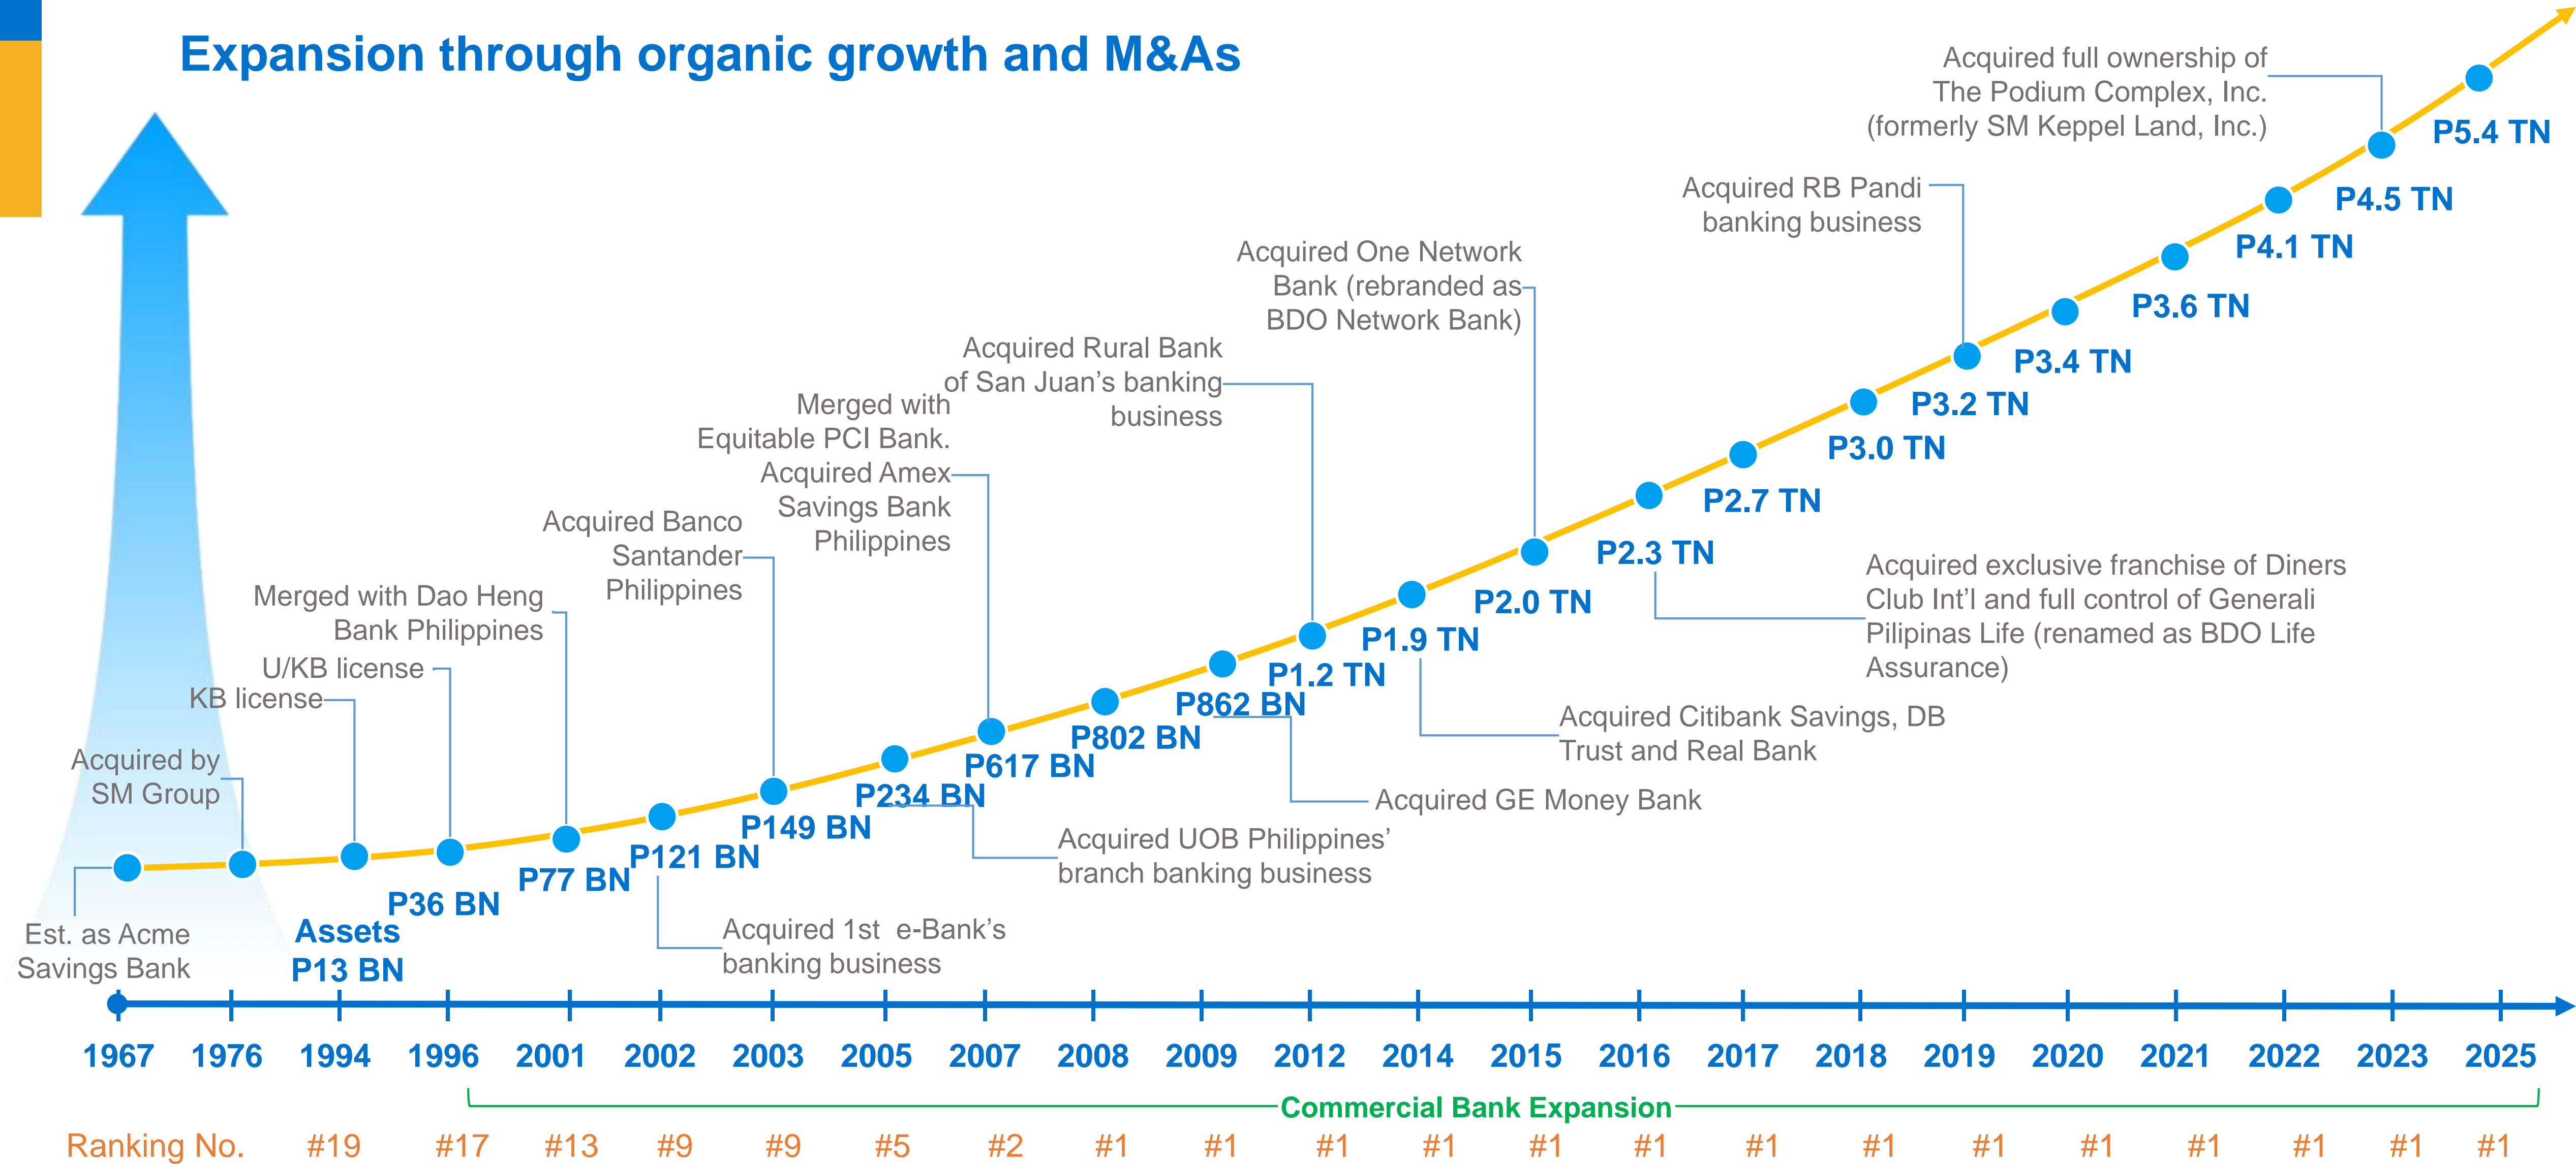 Expansion through organic growth and M&As
Acquired full ownership of
The Podium Complex, Inc.
(formerly SM Keppel Land, Inc.)
Acquired RB Pandi
banking business
Acquired One Network
Bank (rebranded as
BDO Network Bank)
Acquired Rural Bank
of San Juan’s banking
business
Merged with
Equitable PCI Bank.
Acquired Amex
Savings Bank
Philippines
Acquired Banco
Santander
Philippines
Merged with Dao Heng
Bank Philippines
U/KB license
KB license
Acquired by
SM Group
Est. as Acme
Savings Bank
Assets
P13 BN
P36 BN
P77 BN
P121 BN
P149 BN
P234 BN
P617 BN
P802 BN
P862 BN
P1.2 TN
P1.9 TN
P2.0 TN
P2.3 TN
P2.7 TN
P3.0 TN
P3.2 TN
P3.4 TN
P3.6 TN
P4.1 TN
P4.5 TN
P5.4 TN
Acquired exclusive franchise of Diners
Club Int’l and full control of Generali
Pilipinas Life (renamed as BDO Life
Assurance)
Acquired Citibank Savings, DB
Trust and Real Bank
Acquired GE Money Bank
Acquired UOB Philippines’
branch banking business
Acquired 1st e-Bank’s
banking business
1967 1976 1994 1996 2001 2002 2003 2005 2007 2008 2009 2012 2014 2015 2016 2017 2018 2019 2020 2021 2022 2023 2025
Commercial Bank Expansion
Ranking No. #19 #17 #13 #9 #9 #5 #2 #1 #1 #1 #1 #1 #1 #1 #1 #1 #1 #1 #1 #1 #1